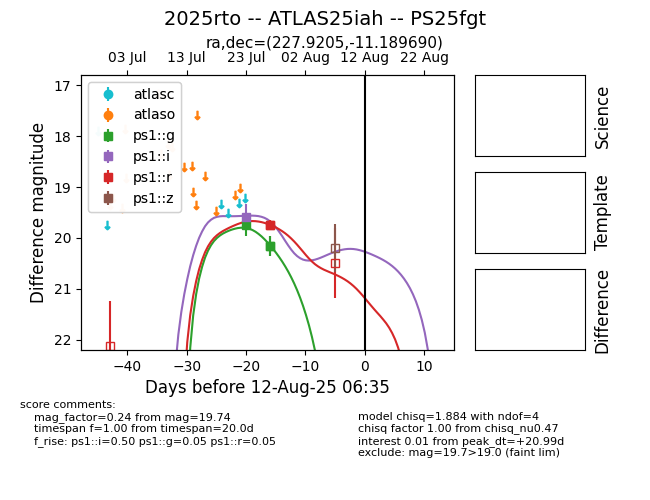 2025rto -- ATLAS25iah -- PS25fgt
ra,dec=(227.9205,-11.189690)
03 Jul 13 Jul 23 Jul 02 Aug 12 Aug 22 Aug
17
18
19
20
21
22
Difference magnitude
atlasc
atlaso
ps1::g
ps1::i
ps1::r
ps1::z
−40 −30 −20 −10 0 10
Days before 12-Aug-25 06:35
Science
Template
Difference
score comments:
mag_factor=0.24 from mag=19.74
timespan f=1.00 from timespan=20.0d
f_rise: ps1::i=0.50 ps1::g=0.05 ps1::r=0.05
model chisq=1.884 with ndof=4
chisq factor 1.00 from chisq_nu0.47
interest 0.01 from peak_dt=+20.99d
exclude: mag=19.7>19.0 (faint lim)